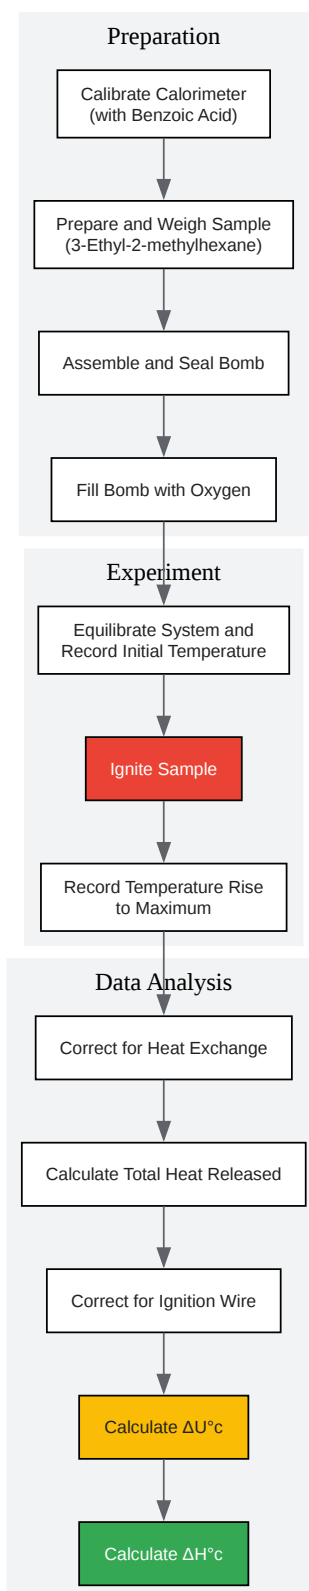 Preparation
Calibrate Calorimeter
(with Benzoic Acid)
Prepare and Weigh Sample
(3-Ethyl-2-methylhexane)
Assemble and Seal Bomb
Fill Bomb with Oxygen
Experiment
Equilibrate System and
Record Initial Temperature
Ignite Sample
Record Temperature Rise
to Maximum
Data Analysis
Correct for Heat Exchange
Calculate Total Heat Released
Correct for Ignition Wire
Calculate ΔU°c
Calculate ΔH°c